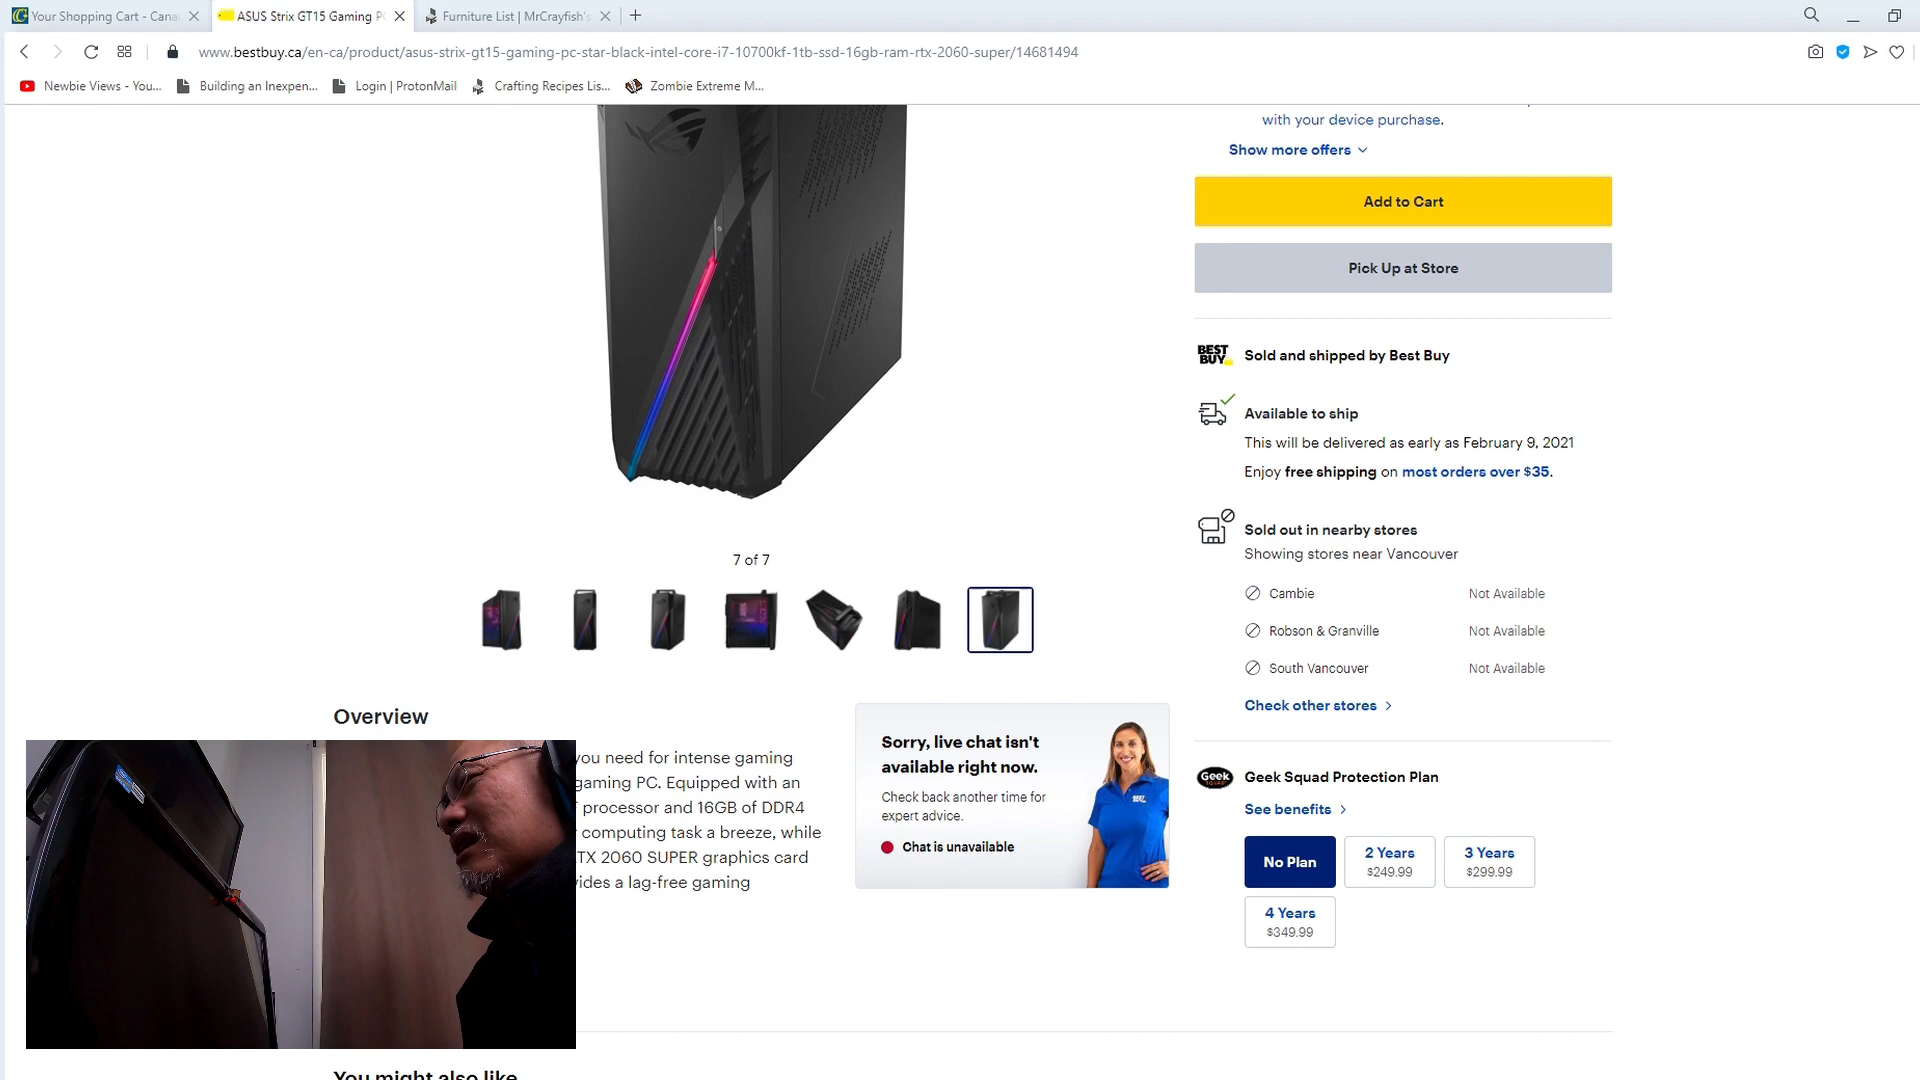 Your Shopping Cart - Cana
ASUS Strix GT15 Gaming PC
Furniture List | MrCrayfish's
www.bestbuy.ca/en-ca/product/asus-strix-gt15-gaming-pc-star-black-intel-core-i7-10700kf-1tb-ssd-16gb-ram-rtx-2060-super/14681494
Newbie Views - You...
Building an Inexpen...
Login | ProtonMail
Crafting Recipes Lis...
Zombie Extreme M...
with your device purchase.
Show more offers
Add to Cart
Pick Up at Store
BEST BUY
Sold and shipped by Best Buy
Available to ship
This will be delivered as early as February 9, 2021
Enjoy free shipping on most orders over $35.
Sold out in nearby stores
Showing stores near Vancouver
Cambie Not Available
Robson & Granville Not Available
South Vancouver Not Available
Check other stores
Geek Squad Protection Plan
See benefits
No Plan
2 Years
$249.99
3 Years
$299.99
4 Years
$349.99
7 of 7
Overview
you need for intense gaming
gaming PC. Equipped with an
processor and 16GB of DDR4
computing task a breeze, while
TX 2060 SUPER graphics card
vides a lag-free gaming
Sorry, live chat isn't
available right now.
Check back another time for
expert advice.
Chat is unavailable
You might also like